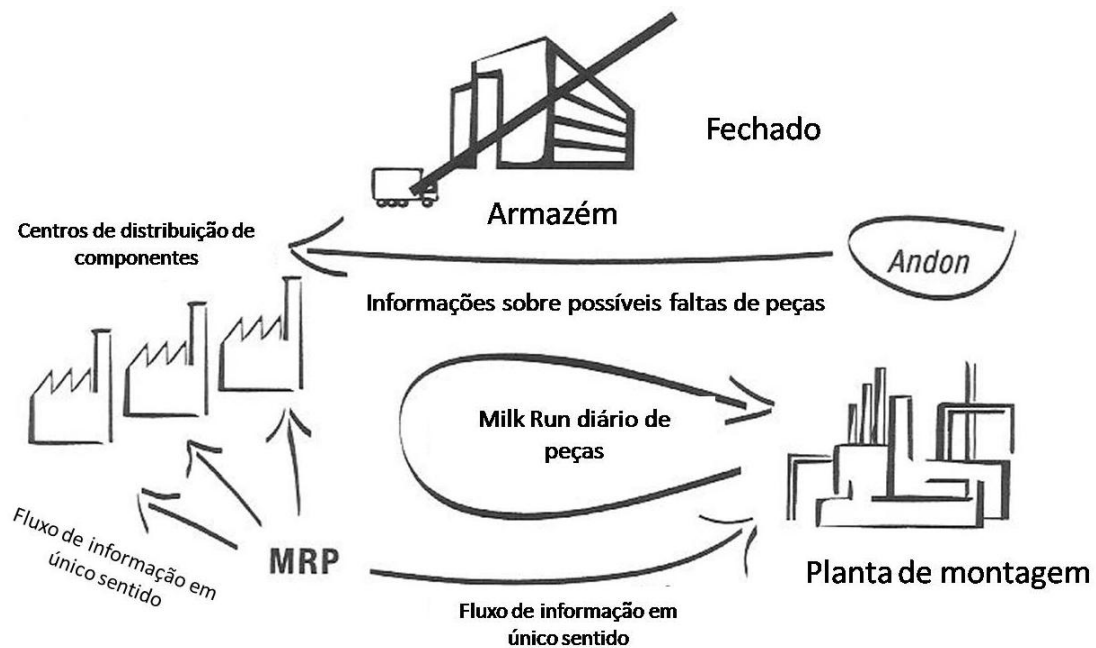 Fechado
Armazém
Centros de distribuição de
componentes
Andon
Informações sobre possíveis faltas de peças
Milk Run diário de
peças
Fluxo de informação em
único sentido
MRP
Planta de montagem
Fluxo de informação em
único sentido